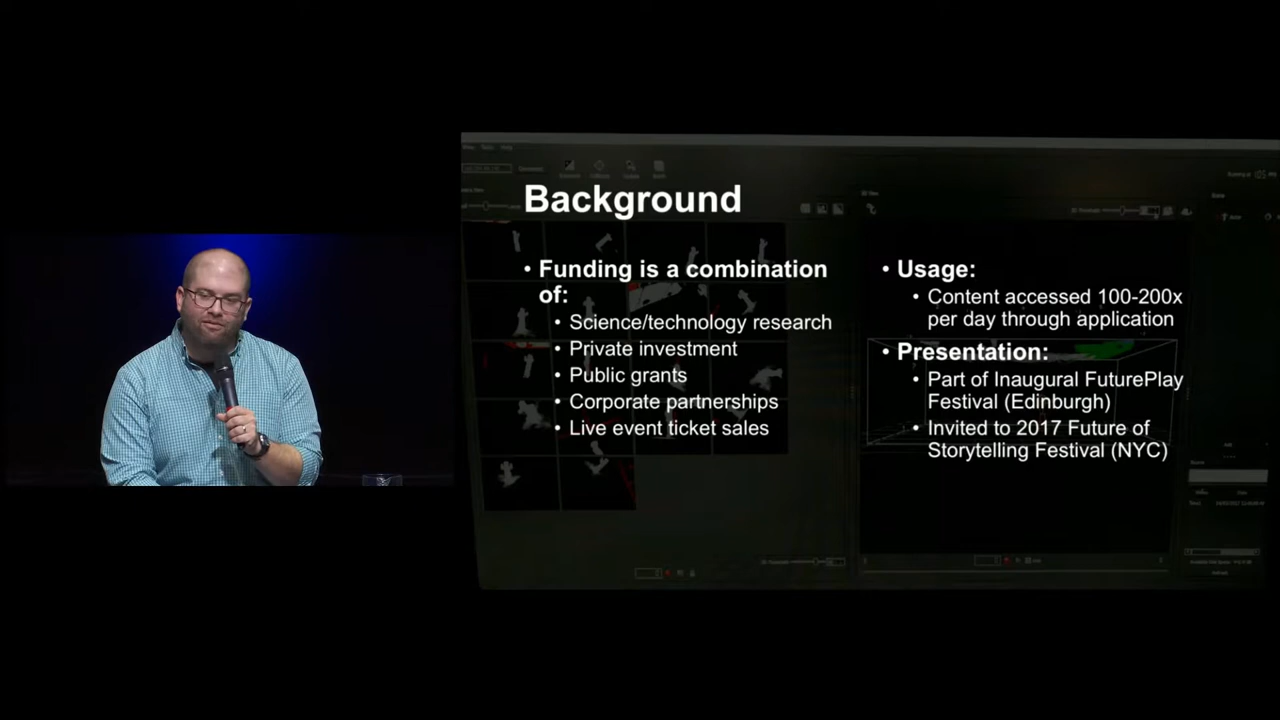 Background
• Funding is a combination
of:
• Science/technology research
• Private investment
• Public grants
• Corporate partnerships
• Live event ticket sales
• Usage:
• Content accessed 100-200x
per day through application
• Presentation:
• Part of Inaugural FuturePlay
Festival (Edinburgh)
• Invited to 2017 Future of
Storytelling Festival (NYC)